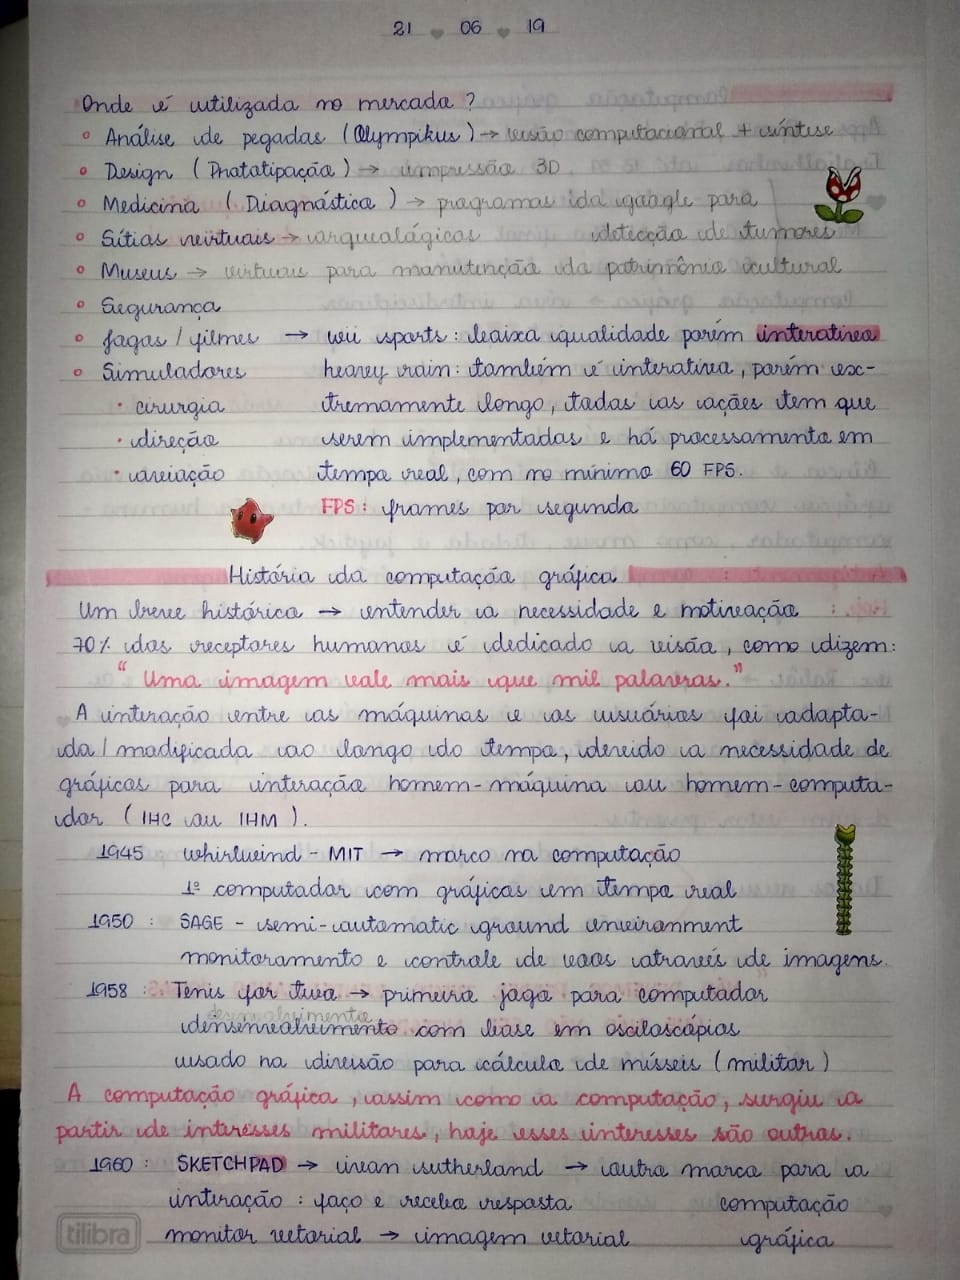 21 06 19
Onde é utilizada no mercado?
Análise de pegadas (Olympikus) → visão computacional + síntese
Design (Prototipação) → impressão 3D
Medicina (Diagnóstico) → programas da google para
detecção de tumores
Sítios virtuais → arqueológicos
Museus → virtuais para manutenção do patrimônio cultural
Segurança
Jogos/filmes → wii sports: baixa qualidade porém interativo
Simuladores heavy rain: também é interativo, porém ex-
• cirurgia tremamente longo, todas as ações tem que
• direção serem implementadas e há processamento em
• aviação tempo real, com no mínimo 60 FPS.
FPS: frames por segundo
História da computação gráfica
Um breve histórico → entender a necessidade e motivação
70% dos receptores humanos é dedicado a visão, como dizem:
"Uma imagem vale mais que mil palavras."
A interação entre as máquinas e os usuários foi adapta-
da/modificada ao longo do tempo, devido a necessidade de
gráficos para interação homem-máquina ou homem-computa-
dor (IHC ou IHM).
1945 whirlwind - MIT → marco na computação
1º computador com gráficos em tempo real
1950: SAGE - semi-automatic ground environment
monitoramento e controle de voos através de imagens.
1958: Tenis for two → primeiro jogo para computador
desenvolvimento
com base em osciloscópios
usado na divisão para cálculo de mísseis (militar)
A computação gráfica, assim como a computação, surgiu a
partir de interesses militares, hoje esses interesses são outros.
1960: SKETCHPAD → ivan sutherland → outro marco para a
interação: faço e recebo resposta computação
monitor vetorial → imagem vetorial gráfica
tilibra